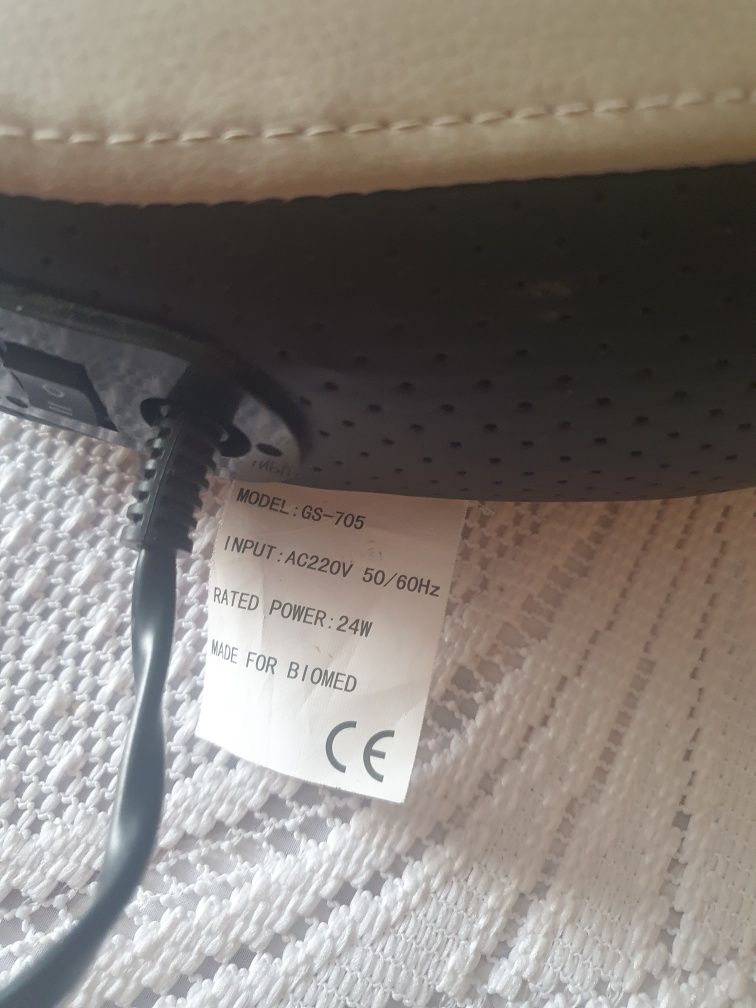 MODEL:GS-705
INPUT:AC220V 50/60Hz
RATED POWER:24W
MADE FOR BIOMED
CE